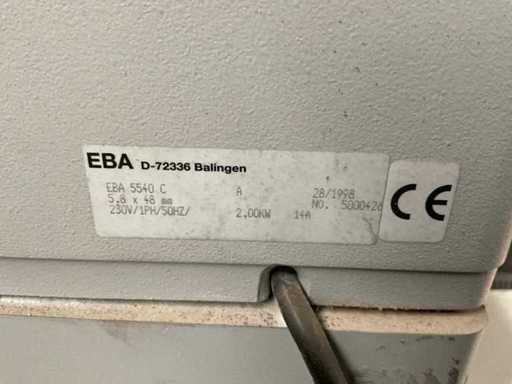 EBA D-72336 Balingen
EBA 5540 C A 28/1998
5,8 x 48 mm NO. 5000426
230V/1PH/50HZ/ 2,00KW 14A
CE